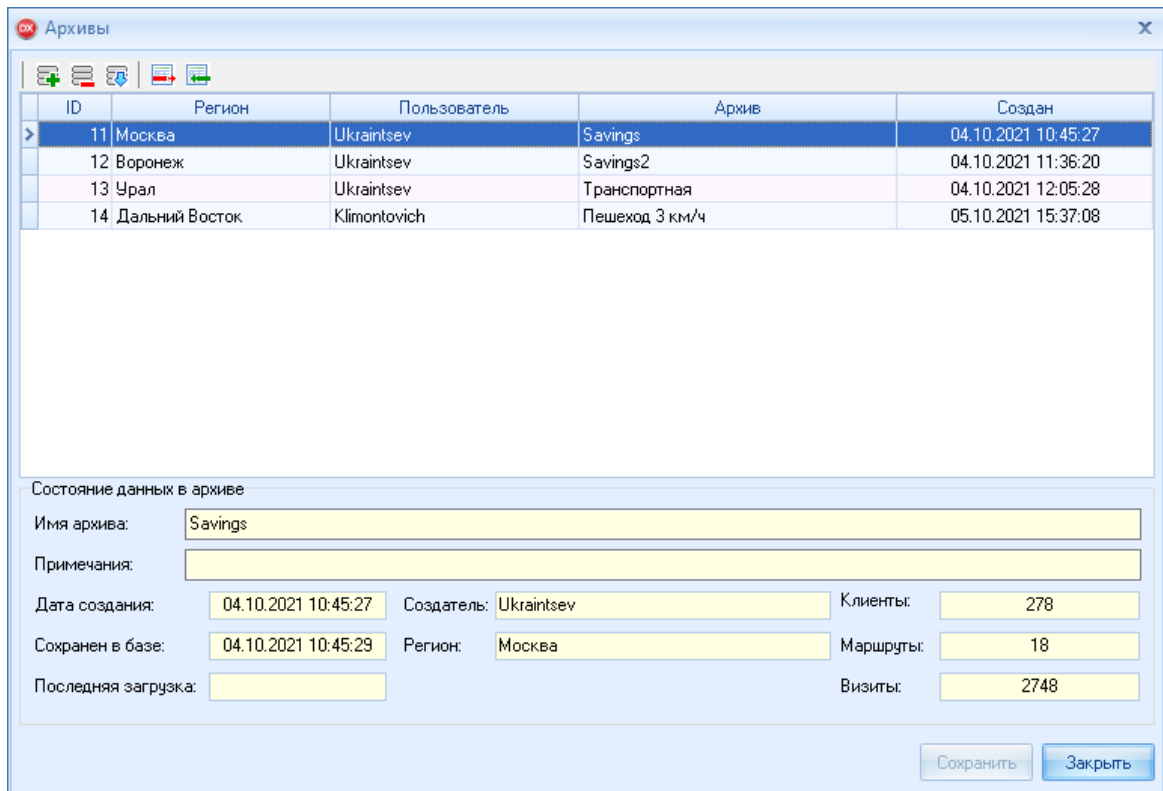 DX Архивы
ID Регион Пользователь Архив Создан
11 Москва Ukraintsev Savings 04.10.2021 10:45:27
12 Воронеж Ukraintsev Savings2 04.10.2021 11:36:20
13 Урал Ukraintsev Транспортная 04.10.2021 12:05:28
14 Дальний Восток Klimontovich Пешеход 3 км/ч 05.10.2021 15:37:08
Состояние данных в архиве
Имя архива: Savings
Примечания:
Дата создания: 04.10.2021 10:45:27 Создатель: Ukraintsev Клиенты: 278
Сохранен в базе: 04.10.2021 10:45:29 Регион: Москва Маршруты: 18
Последняя загрузка: Визиты: 2748
Сохранить Закрыть